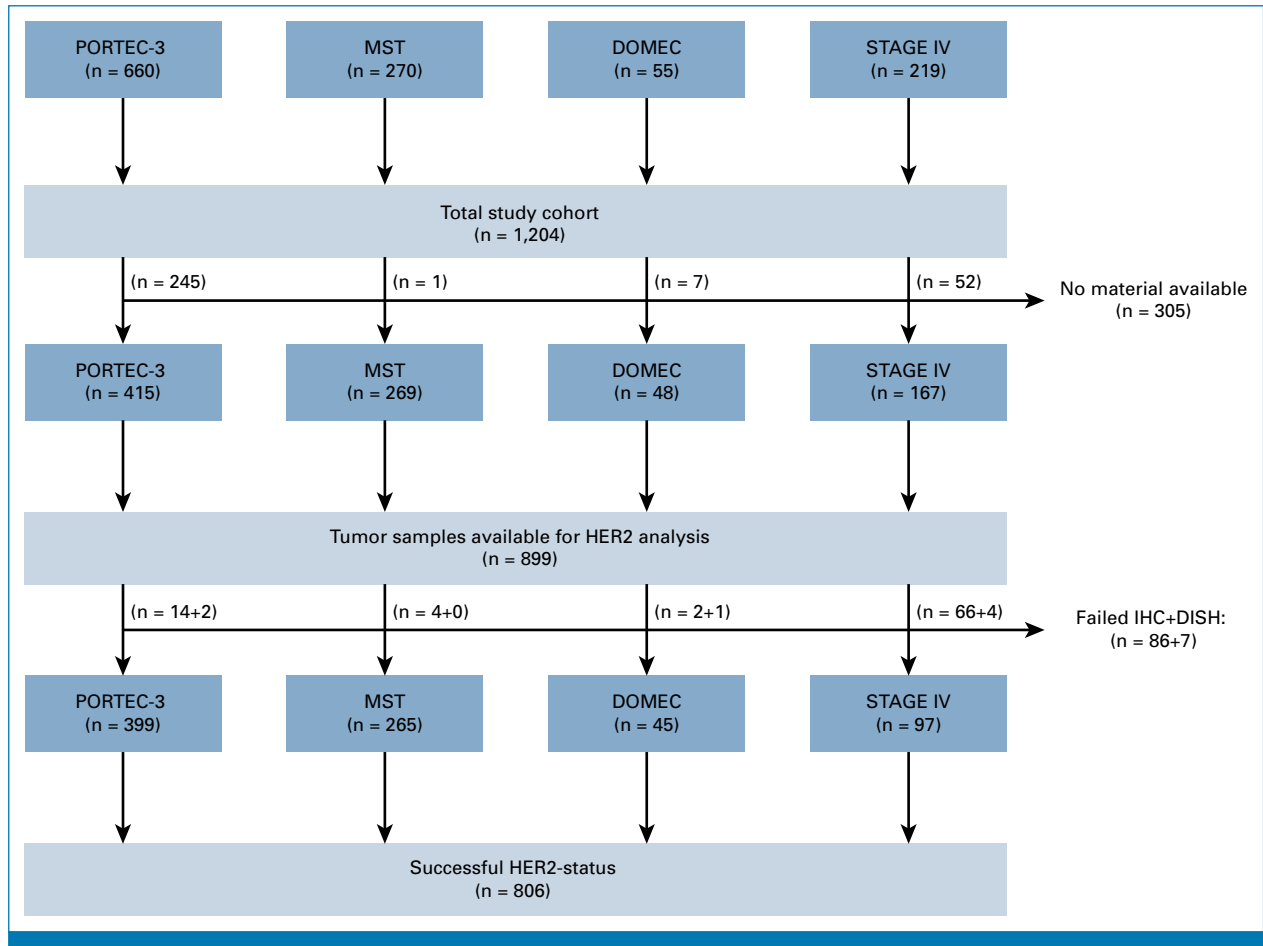 PORTEC-3
(n = 660)
MST
(n = 270)
DOMEC
(n = 55)
STAGE IV
(n = 219)
Total study cohort
(n = 1,204)
(n = 245)
(n = 1)
(n = 7)
(n = 52)
No material available
(n = 305)
PORTEC-3
(n = 415)
MST
(n = 269)
DOMEC
(n = 48)
STAGE IV
(n = 167)
Tumor samples available for HER2 analysis
(n = 899)
(n = 14+2)
(n = 4+0)
(n = 2+1)
(n = 66+4)
Failed IHC+DISH:
(n = 86+7)
PORTEC-3
(n = 399)
MST
(n = 265)
DOMEC
(n = 45)
STAGE IV
(n = 97)
Successful HER2-status
(n = 806)